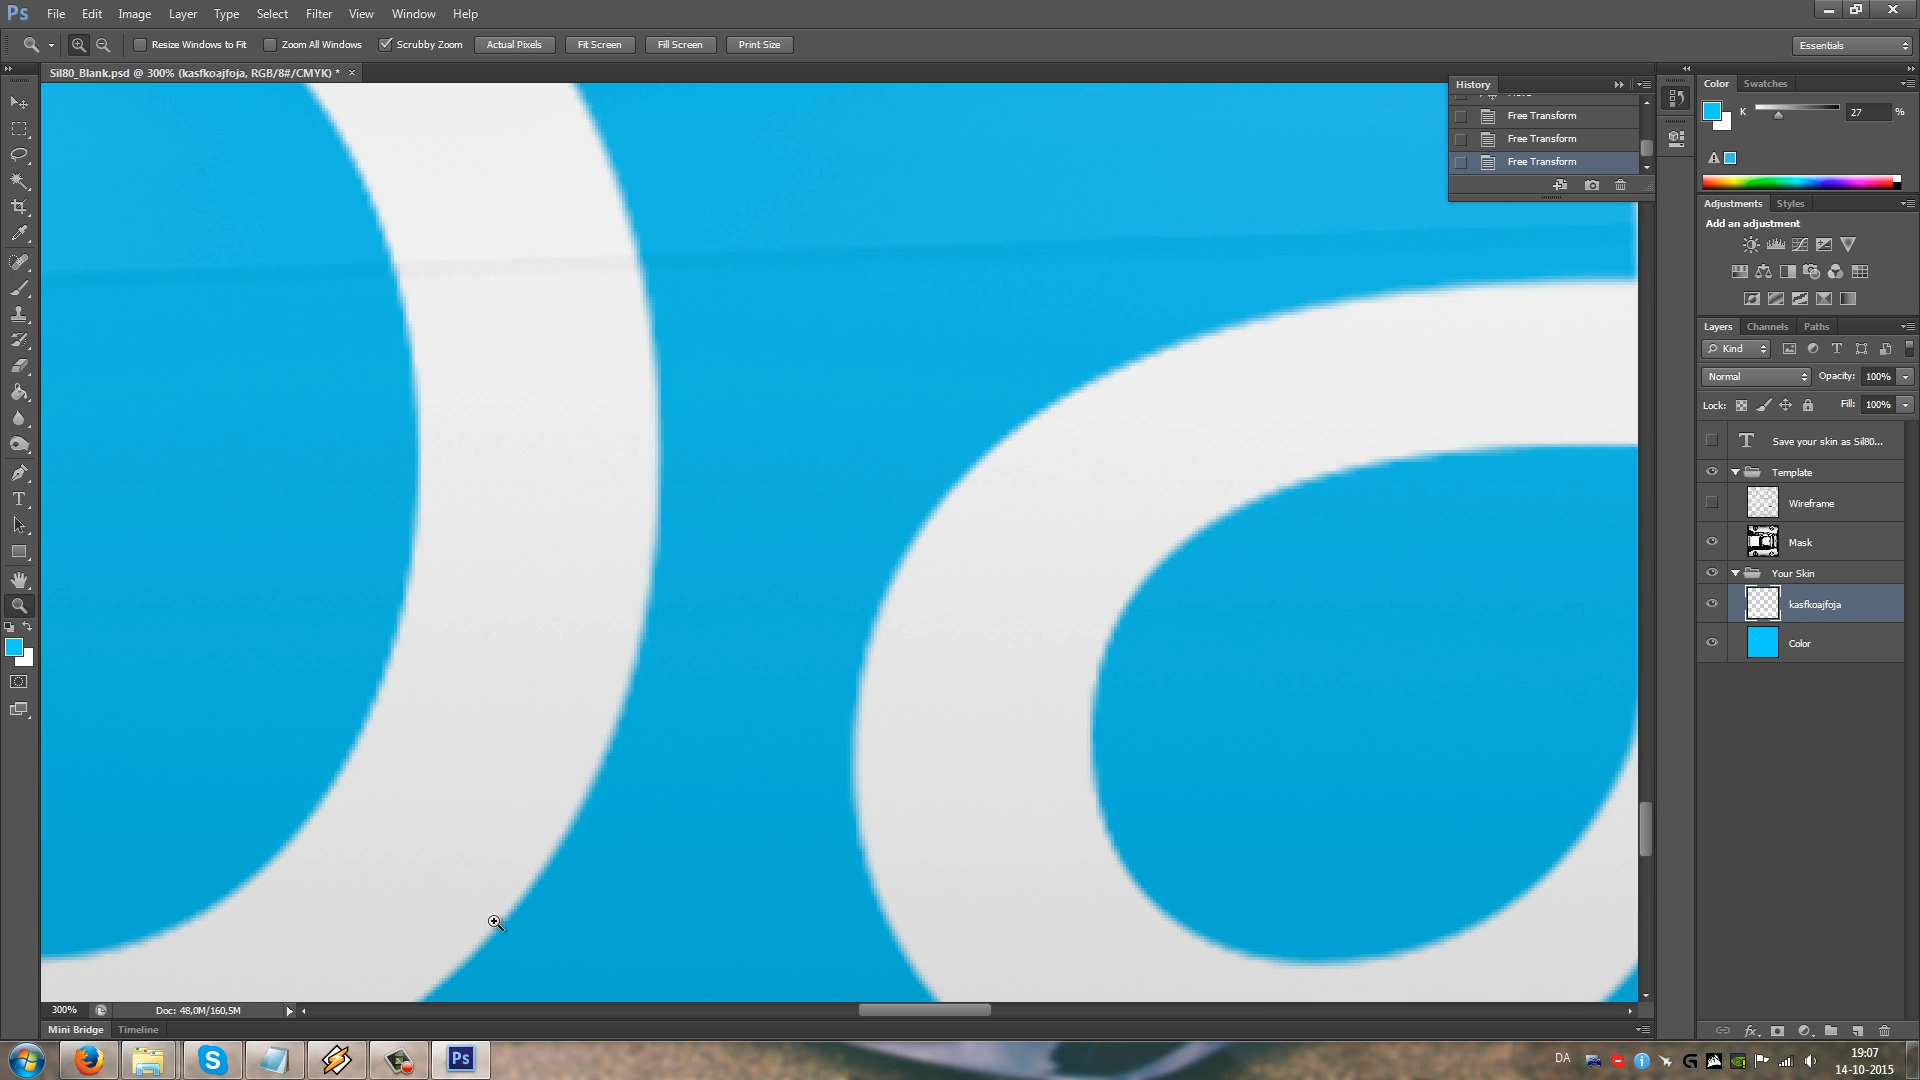 Ps File Edit Image Layer Type Select Filter View Window Help
Resize Windows to Fit Zoom All Windows Scrubby Zoom Actual Pixels Fit Screen Fill Screen Print Size Essentials
Sil80_Blank.psd @ 300% (kasfkoajfoja, RGB/8#/CMYK) * ×
History
Free Transform
Free Transform
Free Transform
Color Swatches
K 27 %
Adjustments Styles
Add an adjustment
Layers Channels Paths
Kind
Normal Opacity: 100%
Lock: Fill: 100%
Save your skin as Sil80...
Template
Wireframe
Mask
Your Skin
kasfkoajfoja
Color
300% Doc: 48,0M/160,5M
Mini Bridge Timeline
DA 19:07
14-10-2015